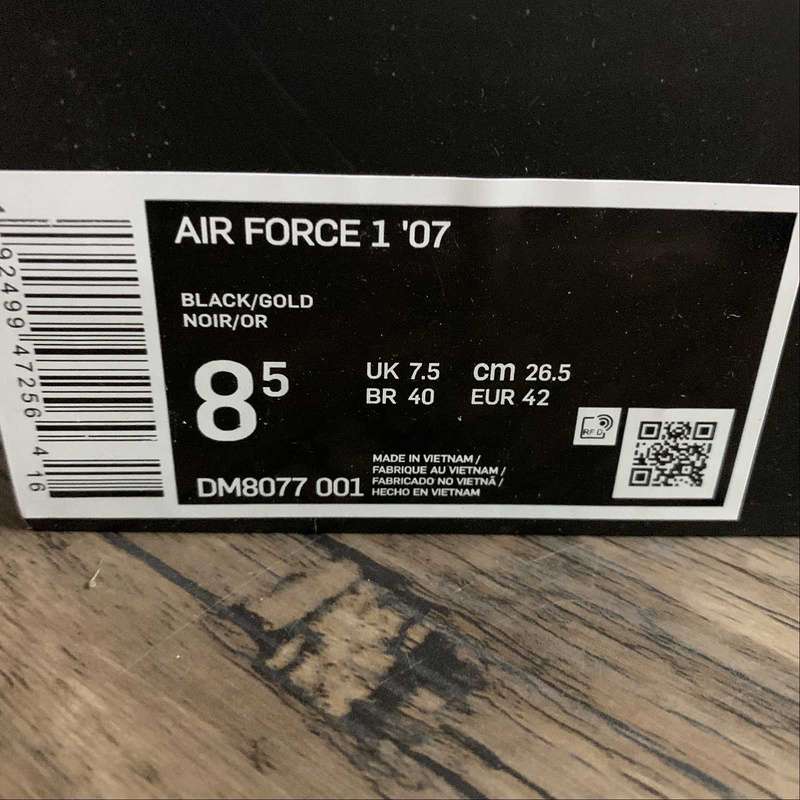 AIR FORCE 1 '07
BLACK/GOLD
NOIR/OR
8 5
UK 7.5 cm 26.5
BR 40 EUR 42
RFID
MADE IN VIETNAM /
FABRIQUE AU VIETNAM /
FABRICADO NO VIETNÃ /
HECHO EN VIETNAM
DM8077 001
92499 47256 4 16